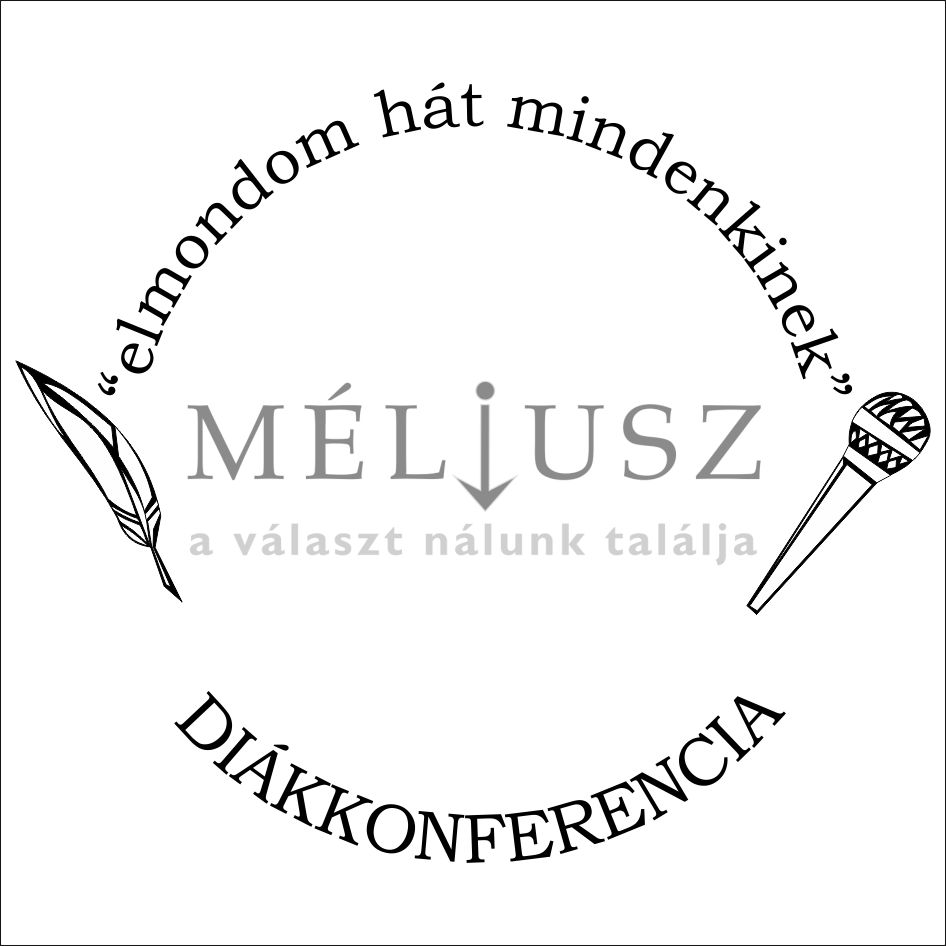 “elmondom hát mindenkinek”
MÉLIUSZ
a választ nálunk találja
DIÁKKONFERENCIA